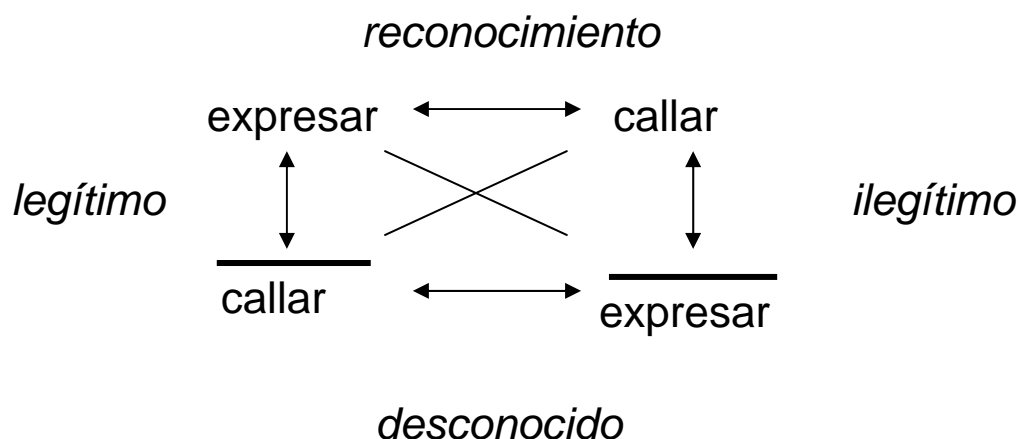 reconocimiento
expresar callar
legítimo ilegítimo
callar expresar
desconocido